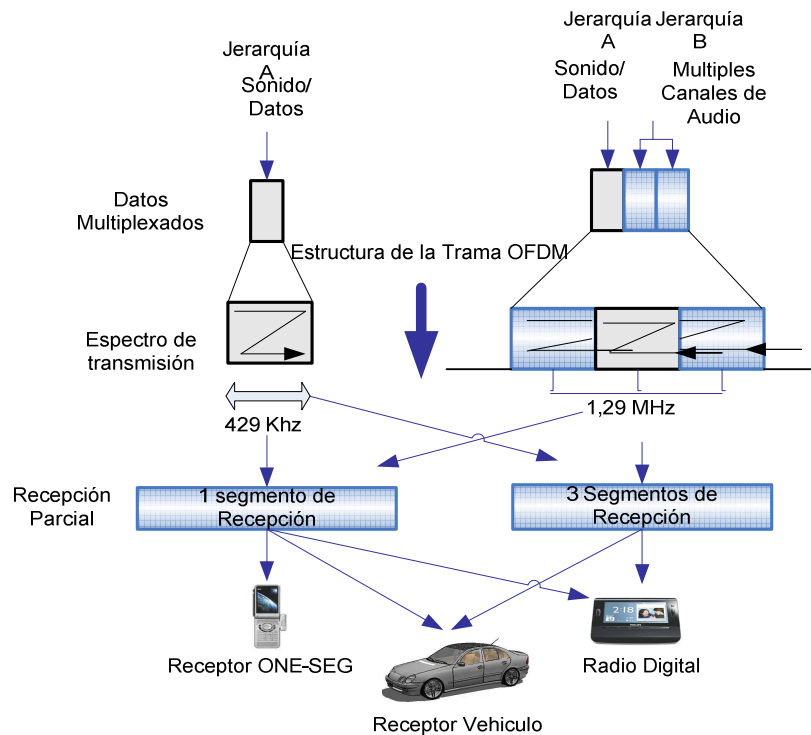 Jerarquía
A
Sonido/
Datos
Jerarquía
A
Sonido/
Datos
Jerarquía
B
Multiples
Canales de
Audio
Datos
Multiplexados
Estructura de la Trama OFDM
Espectro de
transmisión
429 Khz
1,29 MHz
Recepción
Parcial
1 segmento de
Recepción
3 Segmentos de
Recepción
2:18
Receptor ONE-SEG
Radio Digital
Receptor Vehiculo